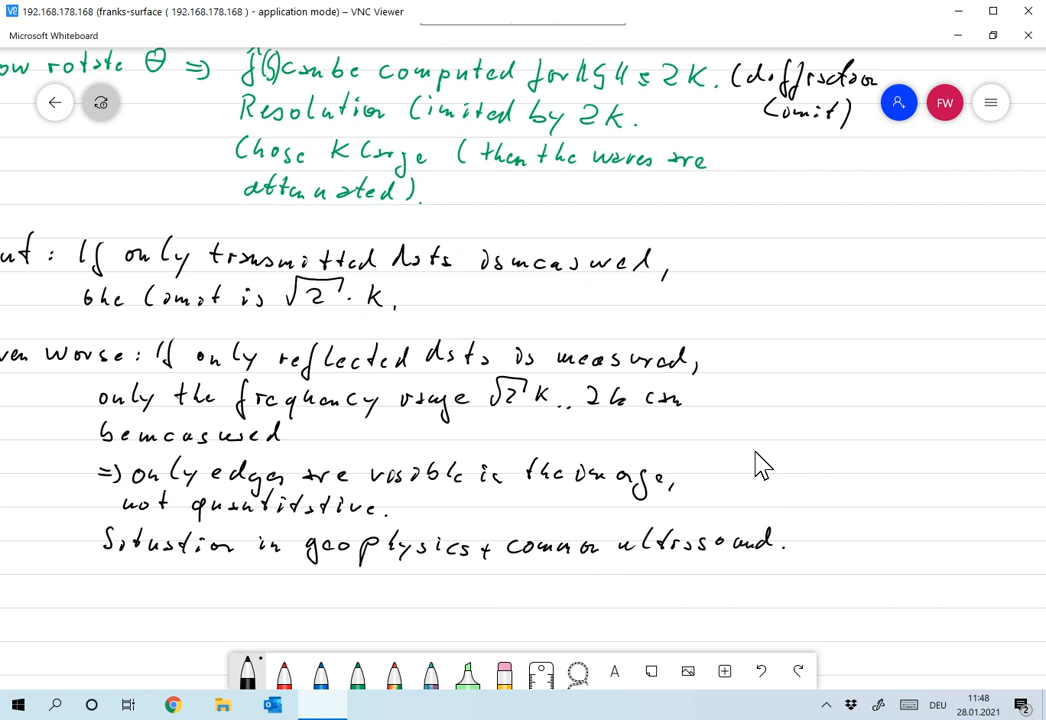 192.168.178.168 (franks-surface ( 192.168.178.168 ) - application mode) – VNC Viewer
Microsoft Whiteboard
ow rotate θ => f̂(ξ) can be computed for ||ξ|| ≤ 2K. (diffraction
limit)
Resolution limited by 2K.
Chose K large (then the waves are
attenuated).
ut : If only transmitted data is measured,
the limit is √2 · K.
ven worse : If only reflected data is measured,
only the frequency range √2 K .. 2k can
be measured
=> only edges are visible in the image,
not quantitative.
Situation in geophysics + common ultrasound.
FW
A
DEU
11:48
28.01.2021
2